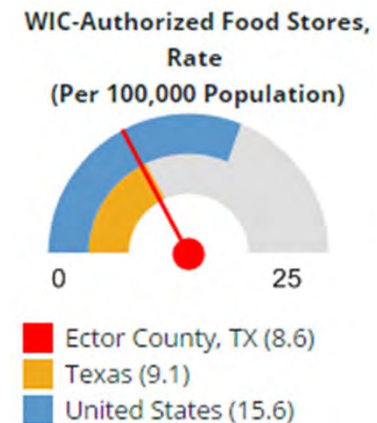 WIC-Authorized Food Stores,
Rate
(Per 100,000 Population)
0 25
Ector County, TX (8.6)
Texas (9.1)
United States (15.6)